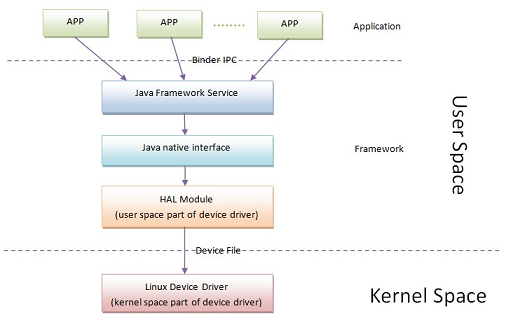 APP
APP
........
APP
Application
Binder IPC
Java Framework Service
User Space
Java native interface
Framework
HAL Module
(user space part of device driver)
Device File
Linux Device Driver
(kernel space part of device driver)
Kernel Space